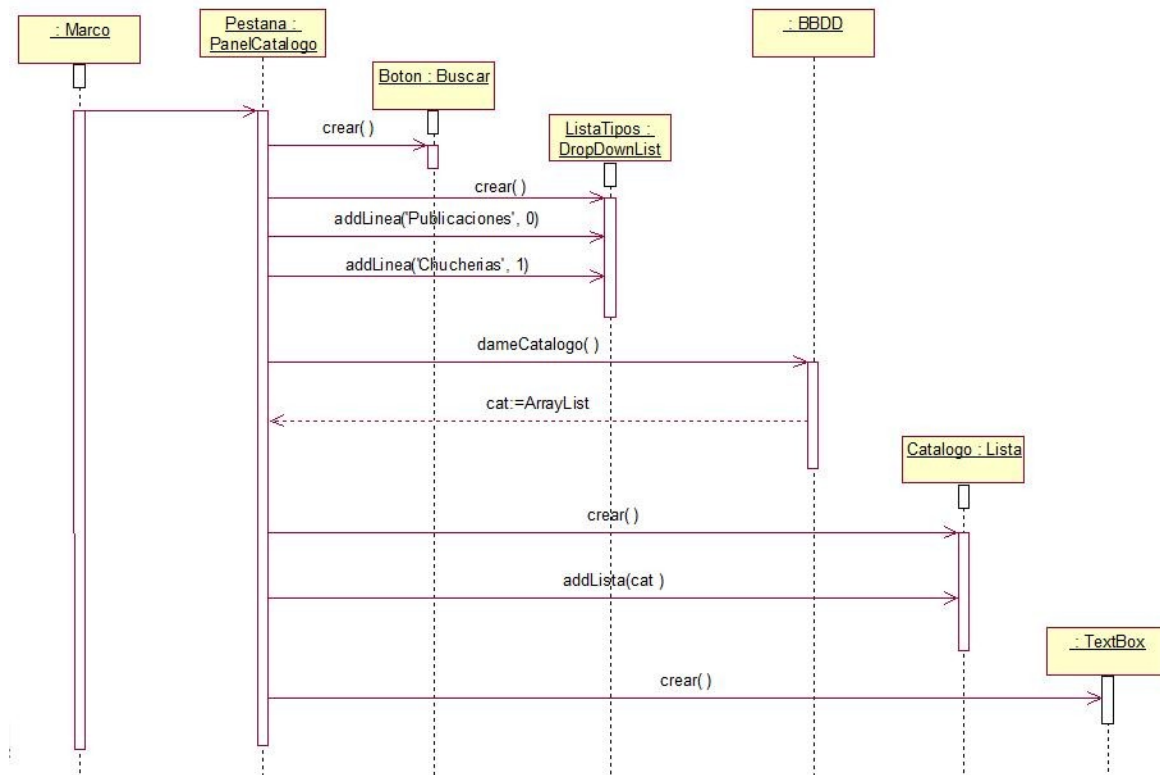 : Marco
Pestana :
PanelCatalogo
: BBDD
Boton : Buscar
ListaTipos :
DropDownList
crear( )
crear( )
addLinea('Publicaciones', 0)
addLinea('Chucherias', 1)
dameCatalogo( )
cat:=ArrayList
Catalogo : Lista
crear( )
addLista(cat )
: TextBox
crear( )